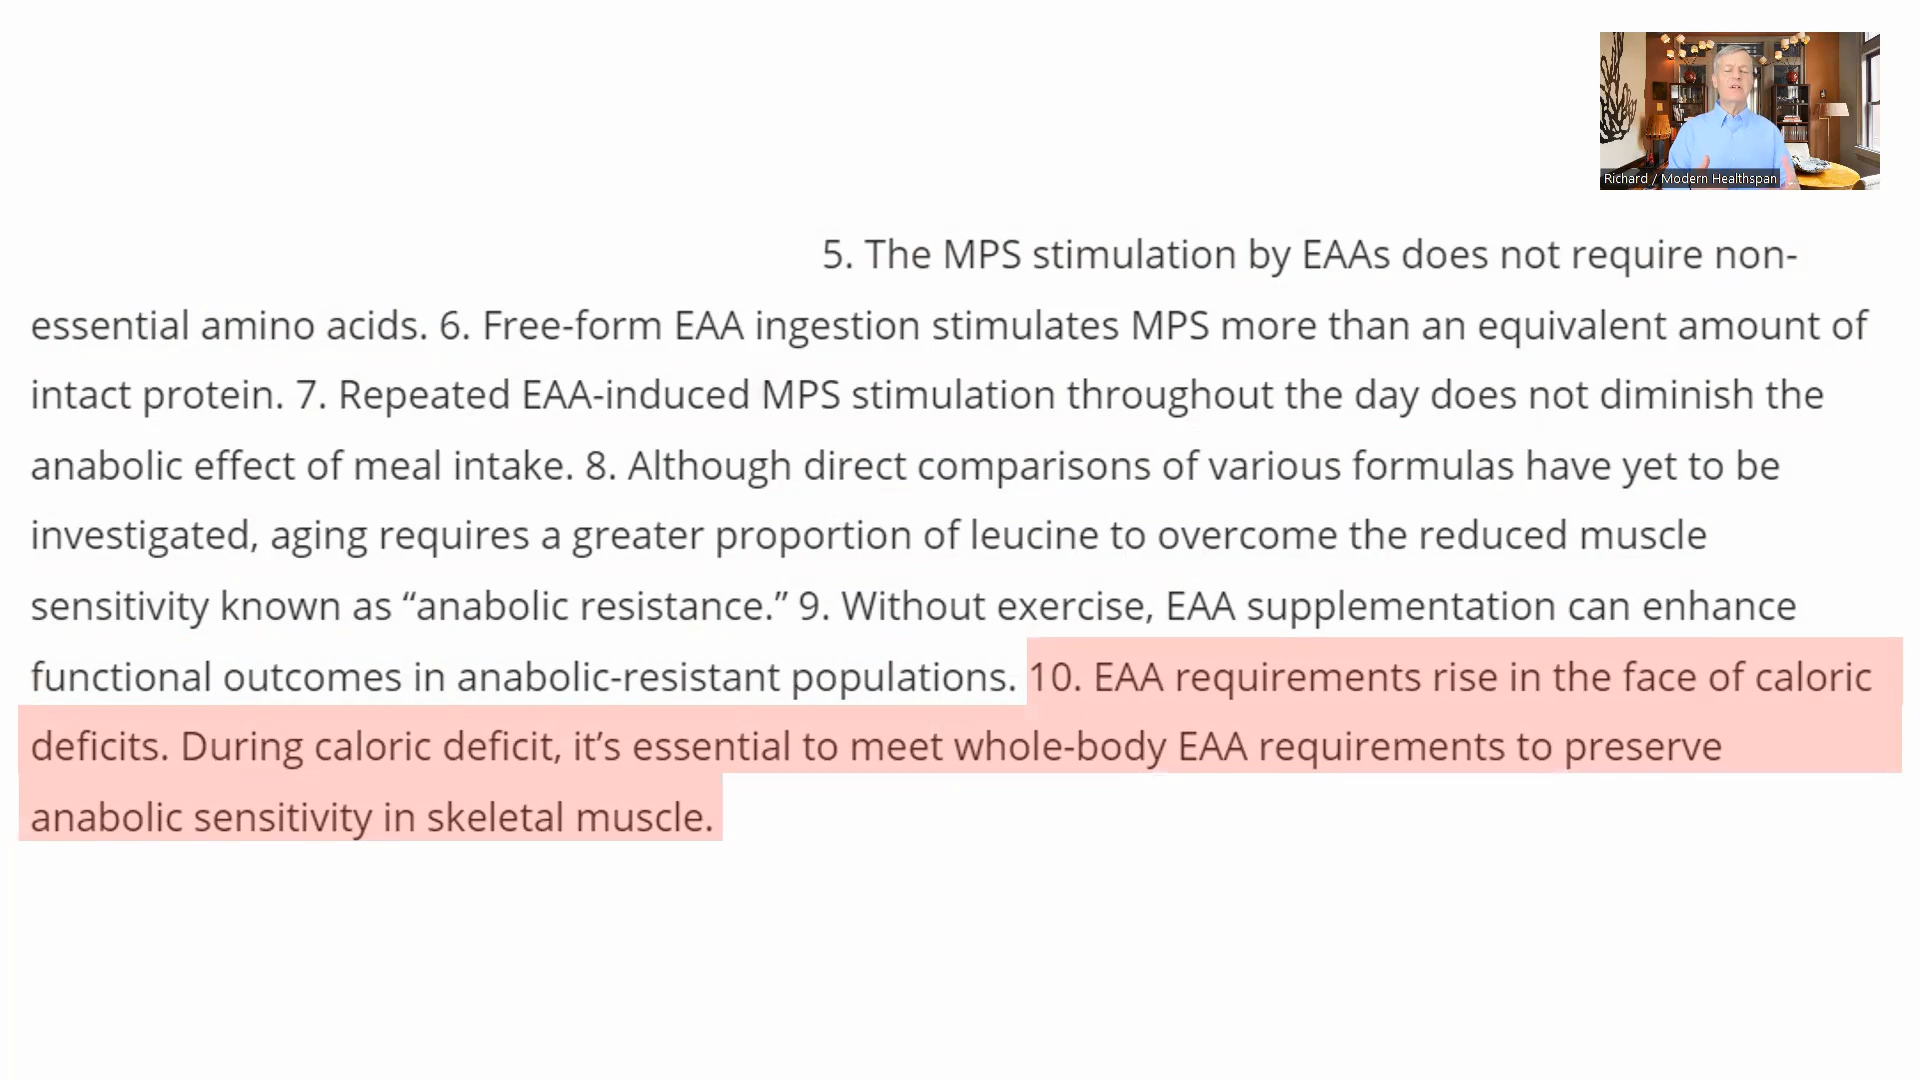 Richard / Modern Healthspan
5. The MPS stimulation by EAAs does not require non-
essential amino acids. 6. Free-form EAA ingestion stimulates MPS more than an equivalent amount of
intact protein. 7. Repeated EAA-induced MPS stimulation throughout the day does not diminish the
anabolic effect of meal intake. 8. Although direct comparisons of various formulas have yet to be
investigated, aging requires a greater proportion of leucine to overcome the reduced muscle
sensitivity known as “anabolic resistance.” 9. Without exercise, EAA supplementation can enhance
functional outcomes in anabolic-resistant populations. 10. EAA requirements rise in the face of caloric
deficits. During caloric deficit, it’s essential to meet whole-body EAA requirements to preserve
anabolic sensitivity in skeletal muscle.